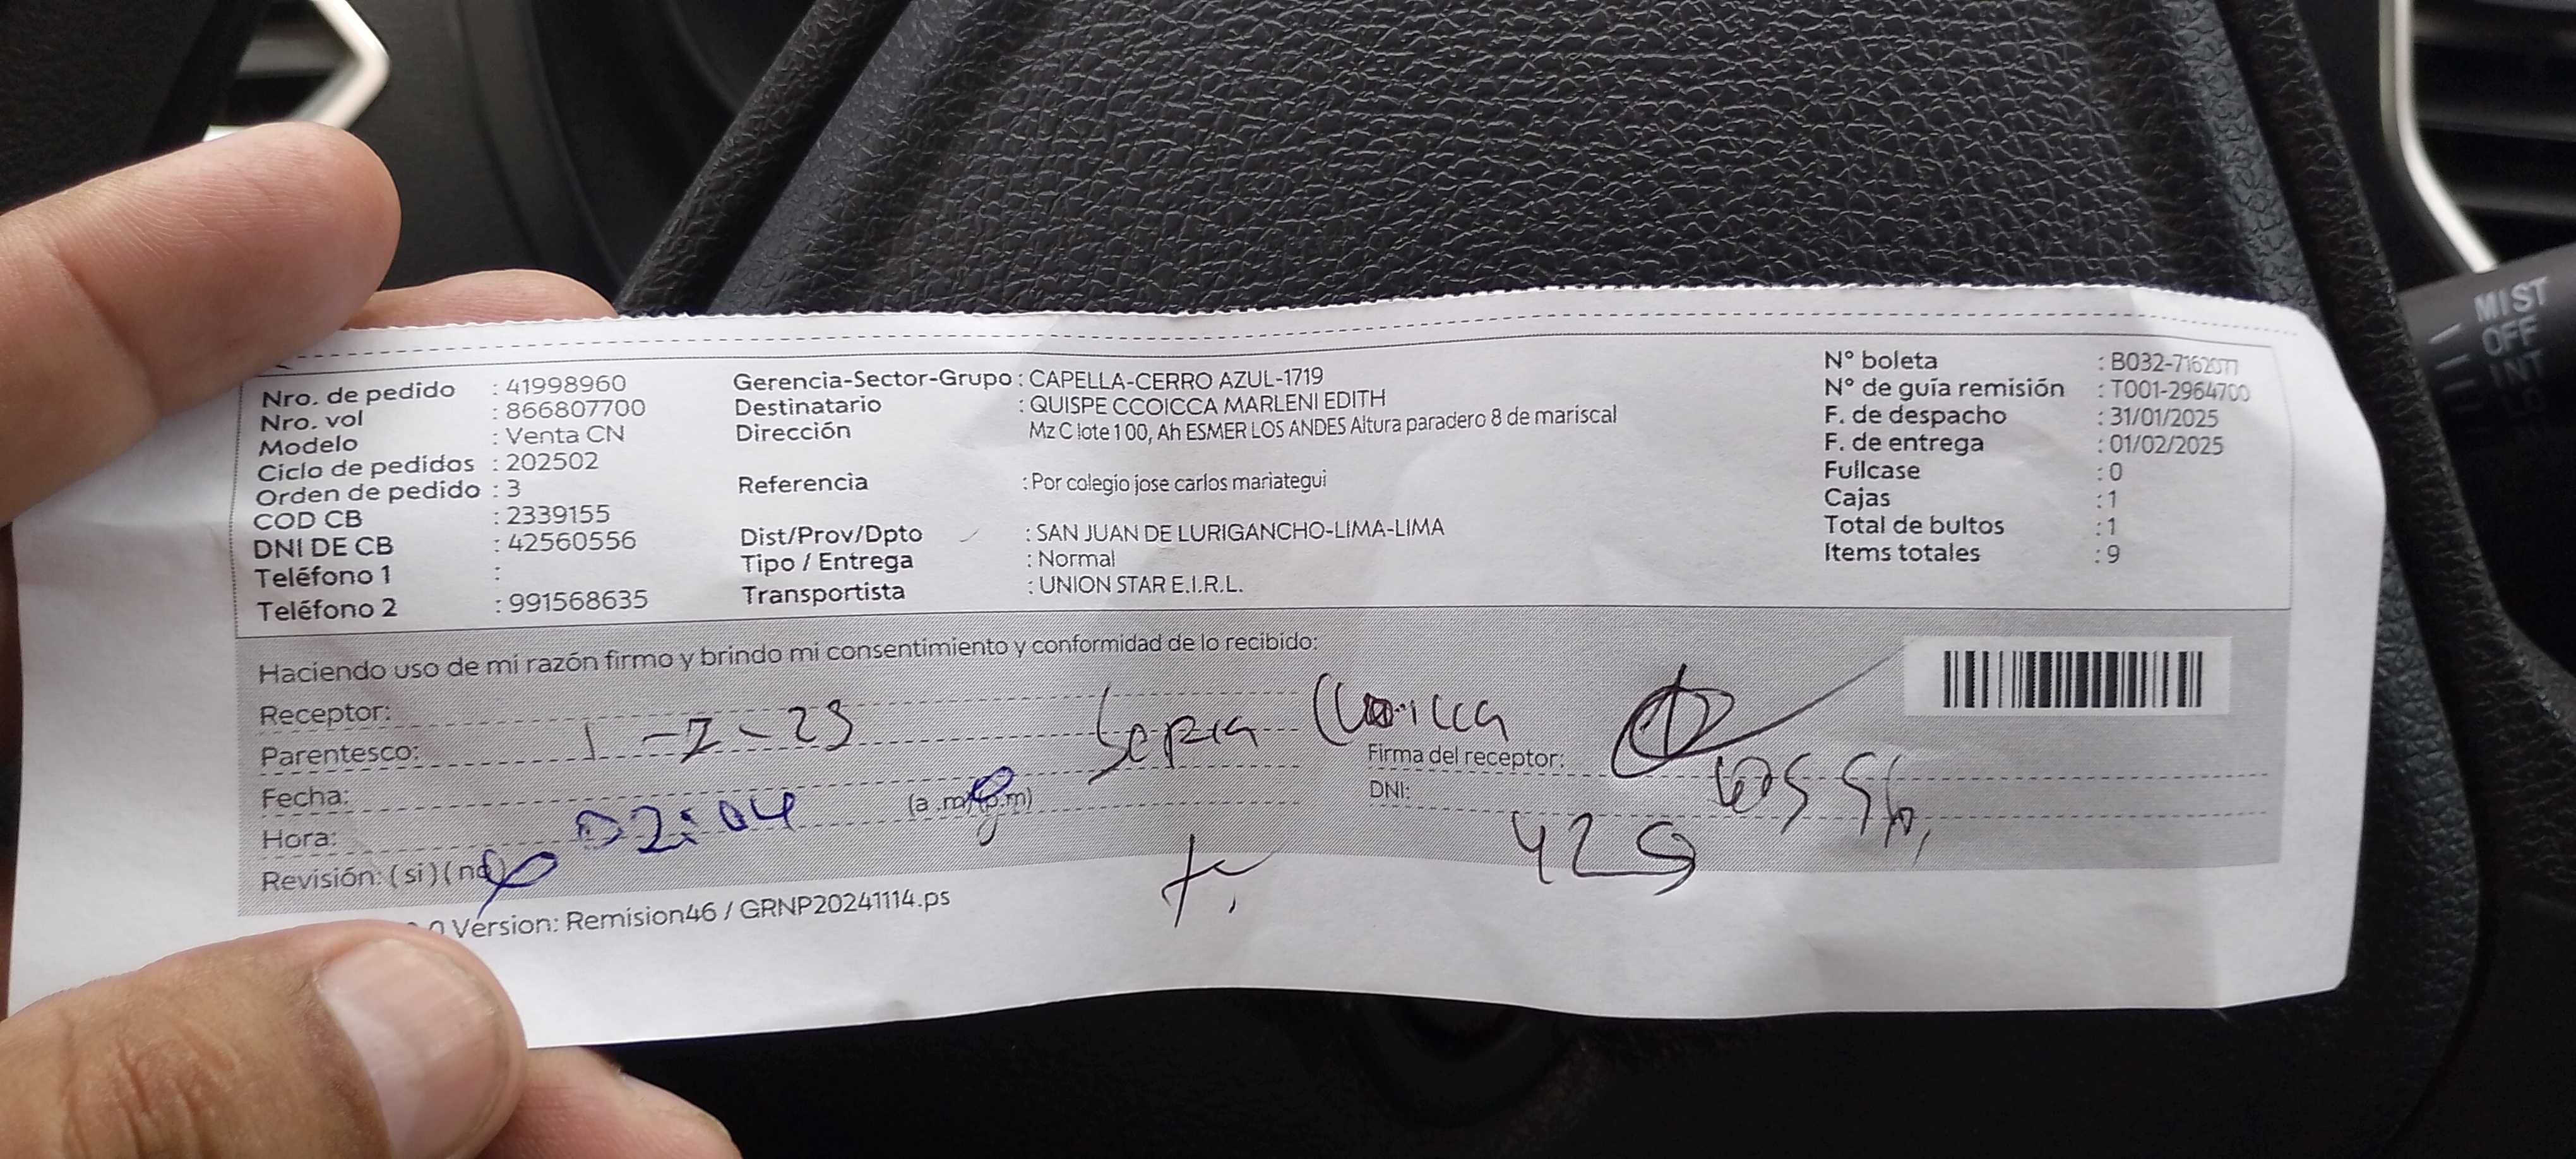 Nro. de pedido : 41998960
Nro. vol : 866807700
Modelo : Venta CN
Ciclo de pedidos : 202502
Orden de pedido : 3
COD CB : 2339155
DNI DE CB : 42560556
Teléfono 1 :
Teléfono 2 : 991568635
Gerencia-Sector-Grupo : CAPELLA-CERRO AZUL-1719
Destinatario : QUISPE CCOICCA MARLENI EDITH
Dirección Mz C lote 100, Ah ESMER LOS ANDES Altura paradero 8 de mariscal
Referencia : Por colegio jose carlos mariategui
Dist/Prov/Dpto : SAN JUAN DE LURIGANCHO-LIMA-LIMA
Tipo / Entrega : Normal
Transportista : UNION STAR E.I.R.L.
N° boleta : B032-7162077
N° de guía remisión : T001-2964700
F. de despacho : 31/01/2025
F. de entrega : 01/02/2025
Fullcase : 0
Cajas : 1
Total de bultos : 1
Items totales : 9
Haciendo uso de mi razón firmo y brindo mi consentimiento y conformidad de lo recibido:
Receptor:
Parentesco: 1-2-25
Fecha:
Hora: 02:04 (a.m)(p.m)
Revisión: (si) (no)
Firma del receptor:
DNI: 425
Version: Remision46 / GRNP20241114.ps
MIST
OFF
INT